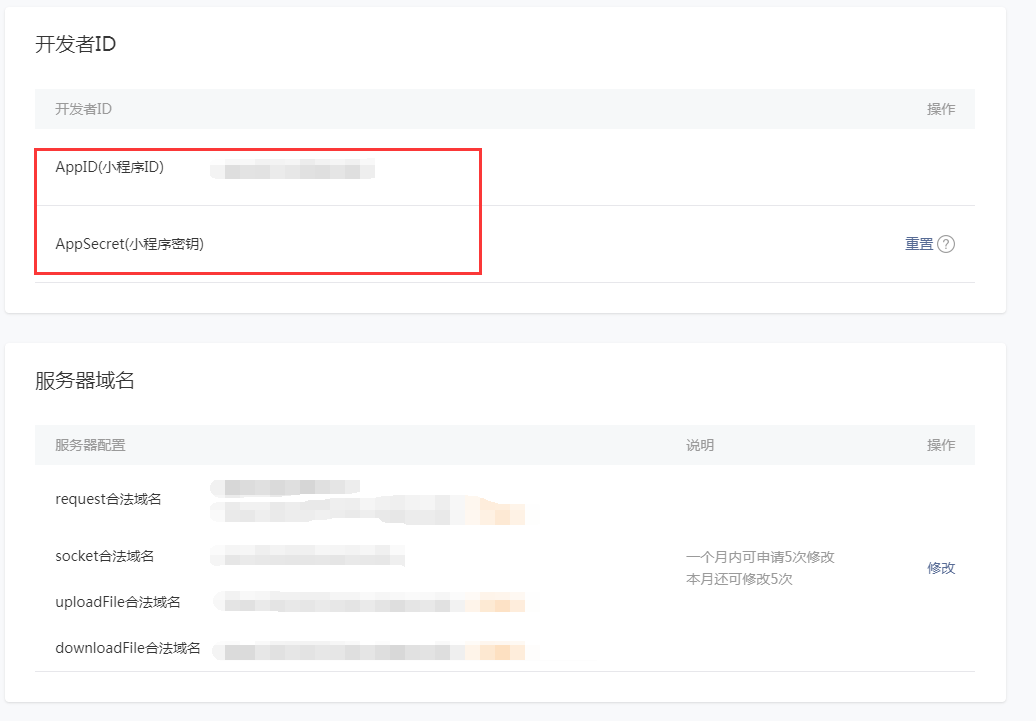 开发者ID
开发者ID 操作
AppID(小程序ID)
AppSecret(小程序密钥) 重置 ?
服务器域名
服务器配置 说明 操作
request合法域名
socket合法域名
一个月内可申请5次修改
本月还可修改5次
修改
uploadFile合法域名
downloadFile合法域名